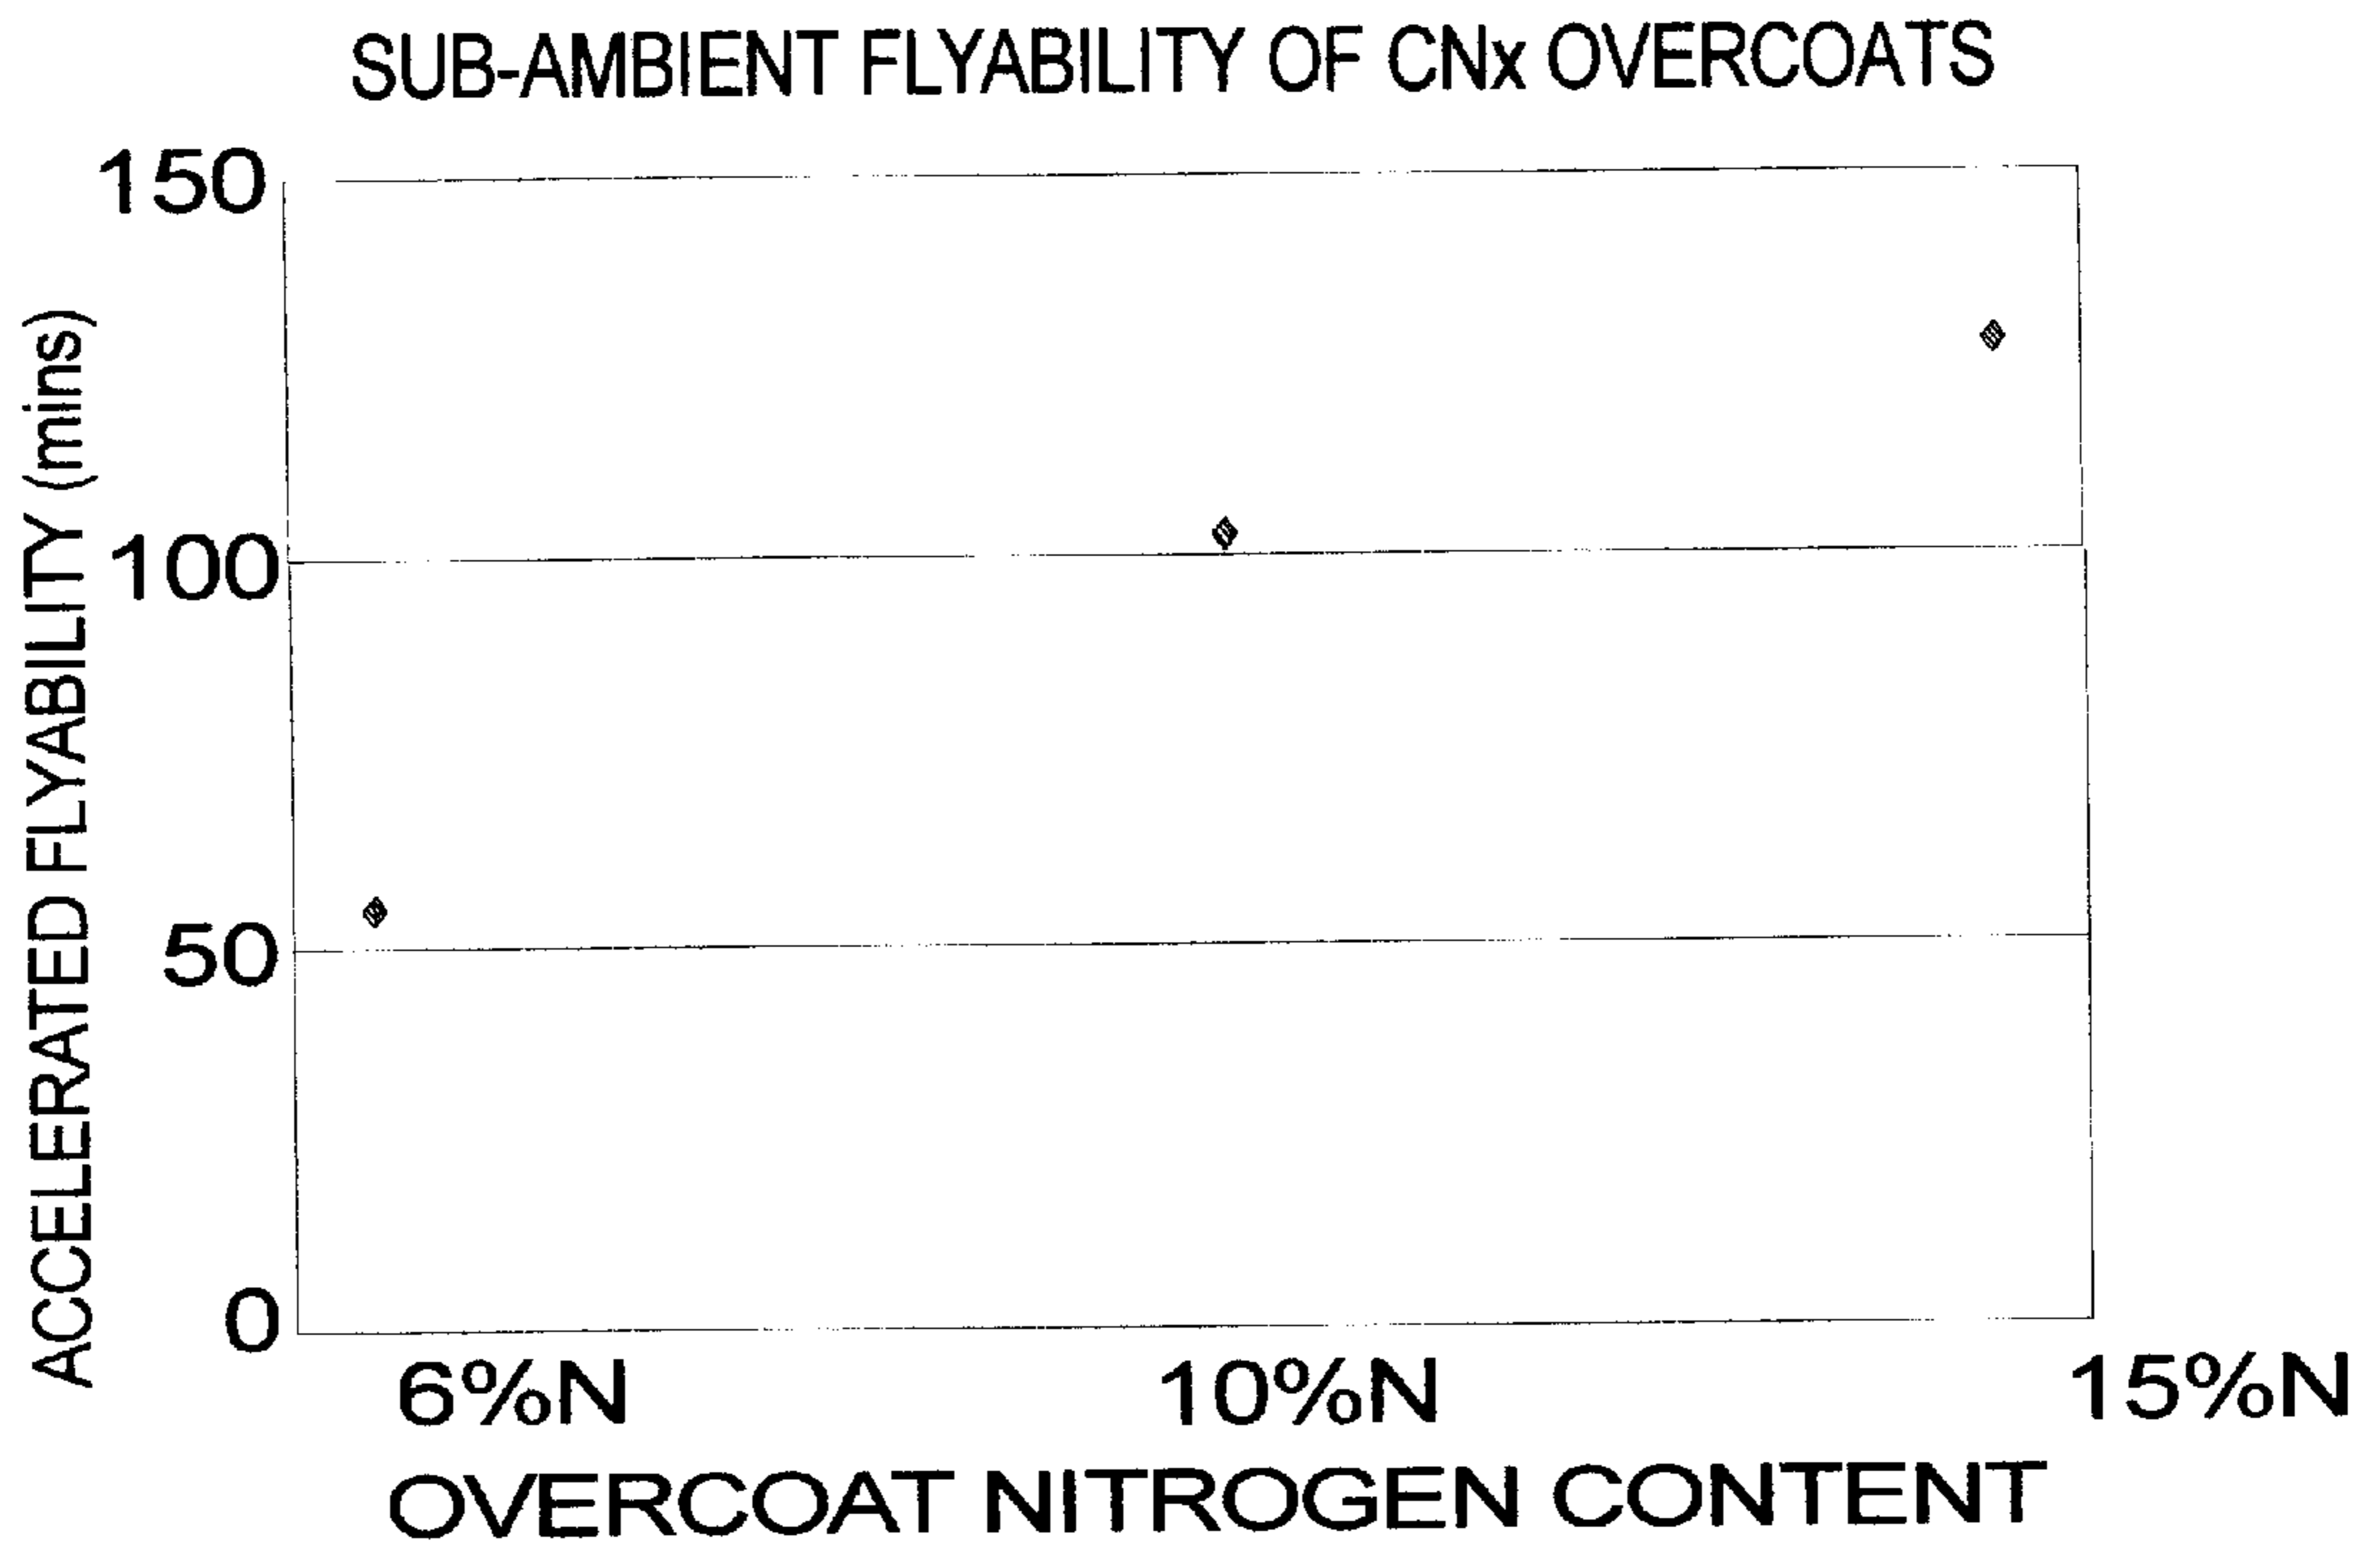 SUB-AMBIENT FLYABILITY OF CNx OVERCOATS
150
100
50
0
ACCELERATED FLYABILITY (mins)
6%N 10%N 15%N
OVERCOAT NITROGEN CONTENT